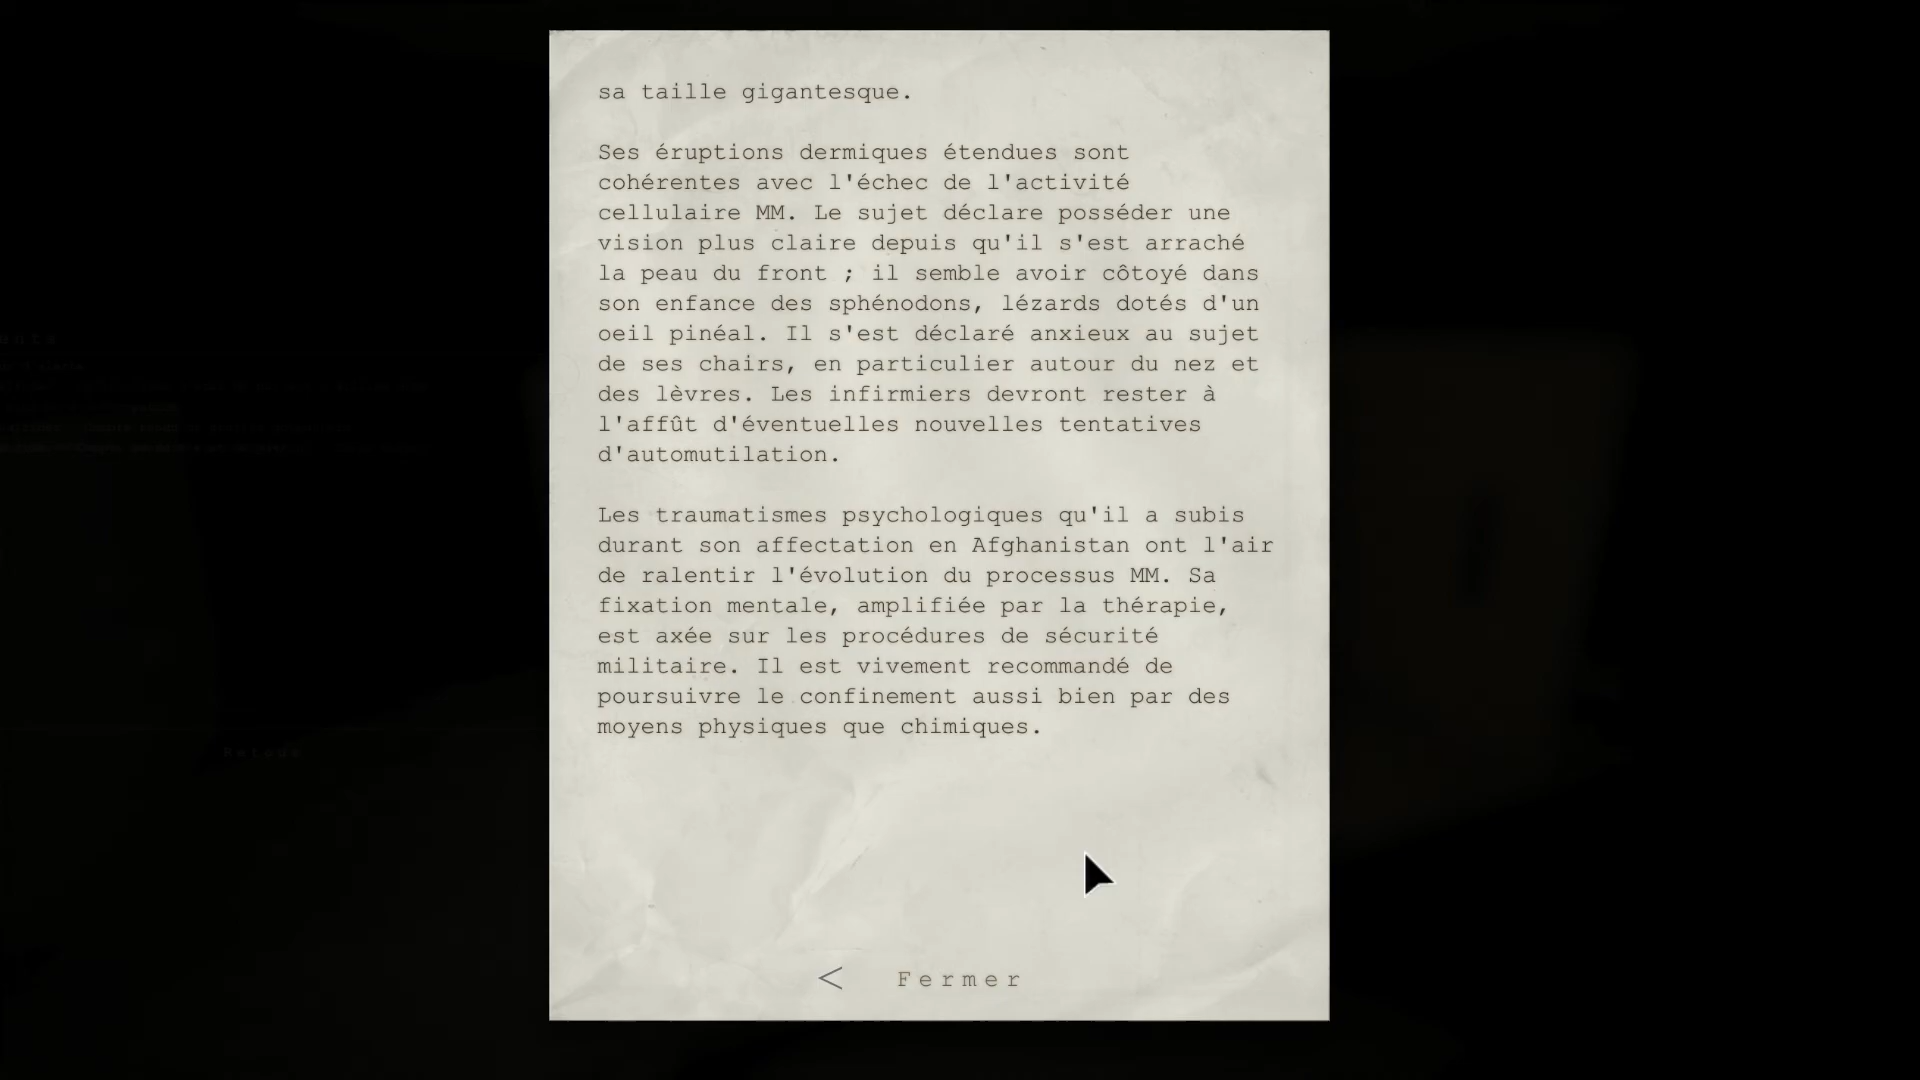 sa taille gigantesque.
Ses éruptions dermiques étendues sont
cohérentes avec l'échec de l'activité
cellulaire MM. Le sujet déclare posséder une
vision plus claire depuis qu'il s'est arraché
la peau du front ; il semble avoir côtoyé dans
son enfance des sphénodons, lézards dotés d'un
oeil pinéal. Il s'est déclaré anxieux au sujet
de ses chairs, en particulier autour du nez et
des lèvres. Les infirmiers devront rester à
l'affût d'éventuelles nouvelles tentatives
d'automutilation.
Les traumatismes psychologiques qu'il a subis
durant son affectation en Afghanistan ont l'air
de ralentir l'évolution du processus MM. Sa
fixation mentale, amplifiée par la thérapie,
est axée sur les procédures de sécurité
militaire. Il est vivement recommandé de
poursuivre le confinement aussi bien par des
moyens physiques que chimiques.
Retour
< Fermer